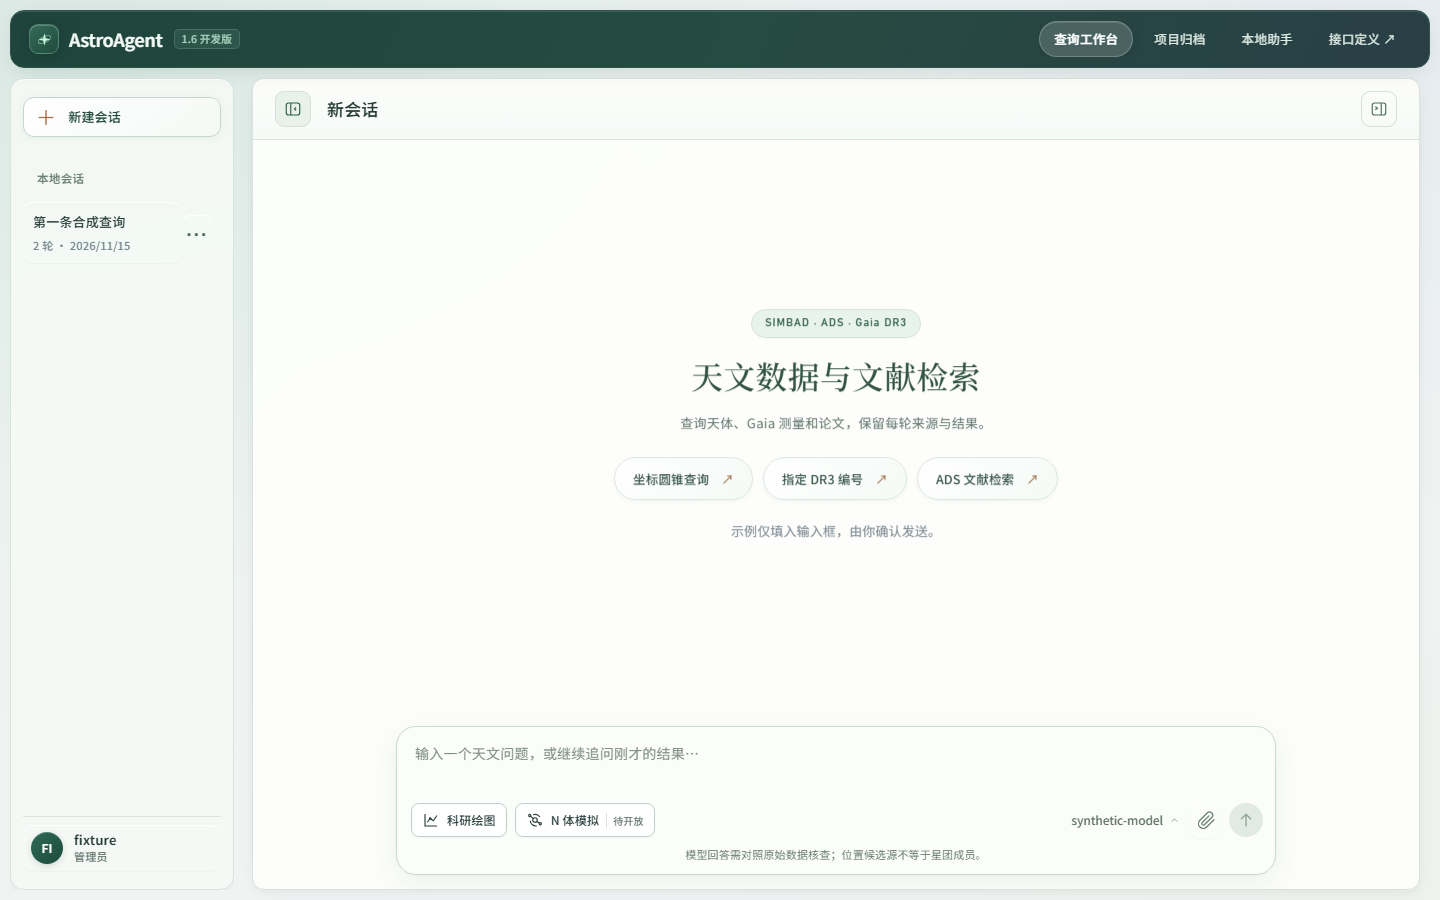 AstroAgent 1.6 开发版
查询工作台 项目归档 本地助手 接口定义 ↗
新建会话
本地会话
第一条合成查询
2 轮 · 2026/11/15
fixture
管理员
FI
新会话
SIMBAD · ADS · Gaia DR3
天文数据与文献检索
查询天体、Gaia 测量和论文，保留每轮来源与结果。
坐标圆锥查询 ↗ 指定 DR3 编号 ↗ ADS 文献检索 ↗
示例仅填入输入框，由你确认发送。
输入一个天文问题，或继续追问刚才的结果…
科研绘图 N 体模拟 待开放 synthetic-model
模型回答需对照原始数据核查；位置候选源不等于星团成员。